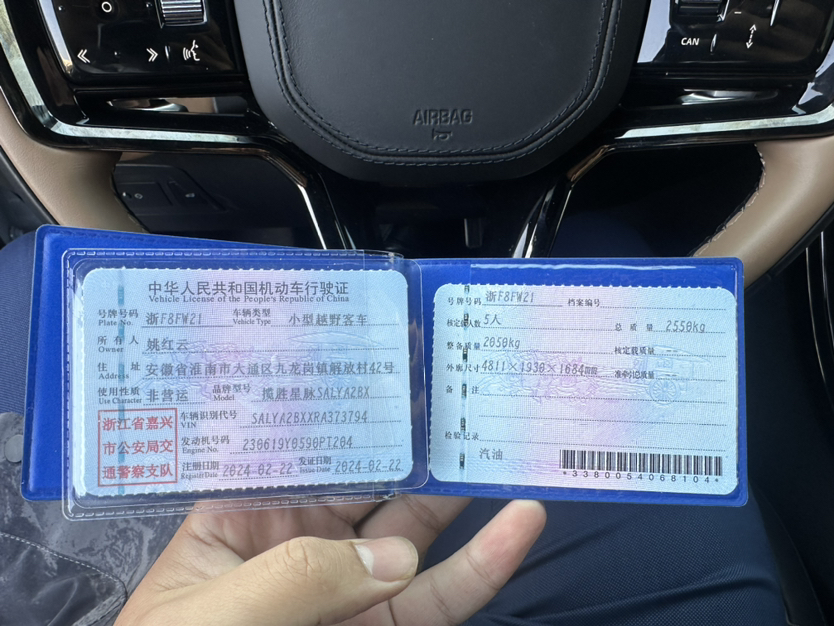 CAN
AIRBAG
中华人民共和国机动车行驶证
Vehicle License of the People's Republic of China
号牌号码 浙F8FW21 车辆类型 小型越野客车
Plate No. Vehicle Type
所有人 姚红云
Owner
住址 安徽省淮南市大通区九龙岗镇解放村42号
Address
使用性质 非营运 品牌型号 揽胜星脉SALYA2BX
Use Character Model
浙江省嘉兴
市公安局交
通警察支队
车辆识别代号 SALYA2BXXRA373794
VIN
发动机号码 230619Y0590PT204
Engine No.
注册日期 2024-02-22 发证日期 2024-02-22
Register Date Issue Date
号牌号码 浙F8FW21 档案编号
核定载人数 5人 总质量 2550kg
整备质量 2050kg 核定载质量 --
外廓尺寸 4811×1930×1684mm 准牵引总质量 --
备注
检验记录
汽油
*3380054068104*